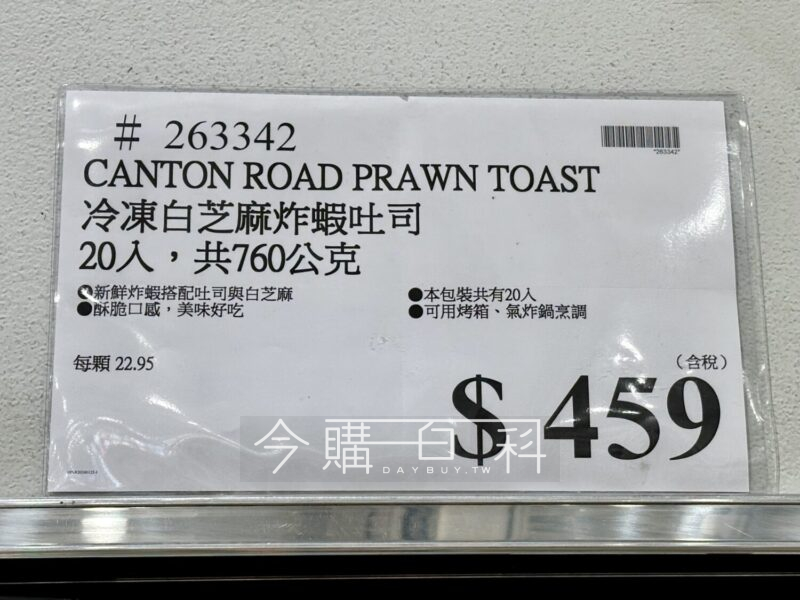 # 263342
*263342*
CANTON ROAD PRAWN TOAST
冷凍白芝麻炸蝦吐司
20入，共760公克
●新鮮炸蝦搭配吐司與白芝麻
●酥脆口感，美味好吃
●本包裝共有20入
●可用烤箱、氣炸鍋烹調
每顆 22.95
（含稅）
$ 459
今購百科
DAYBUY.TW